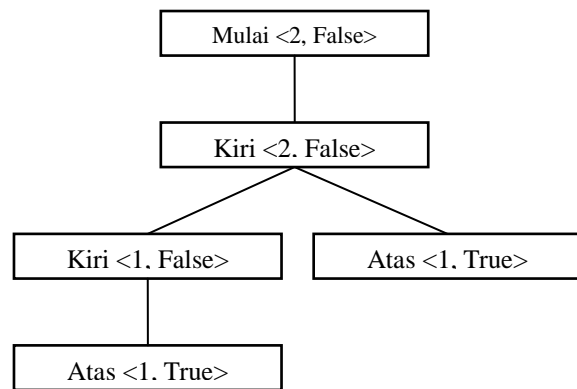 Mulai <2, False>
Kiri <2, False>
Kiri <1, False>
Atas <1, True>
Atas <1, True>